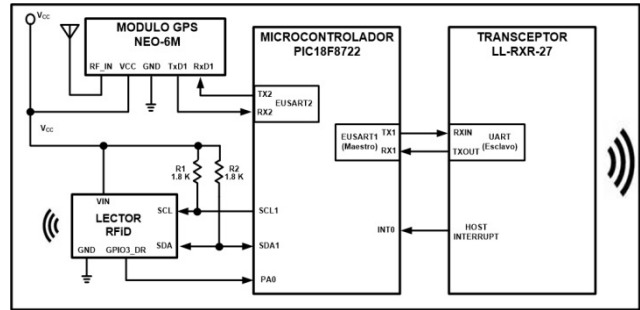 VCC
MODULO GPS
NEO-6M
RF_IN
VCC
GND
TxD1
RxD1
MICROCONTROLADOR
PIC18F8722
TRANSCEPTOR
LL-RXR-27
TX2
RX2
EUSART2
VCC
EUSART1
(Maestro)
TX1
RX1
RXIN
TXOUT
UART
(Esclavo)
R1
1.8 K
R2
1.8 K
VIN
LECTOR
RFiD
SCL
SDA
GND
GPIO3_DR
SCL1
SDA1
PA0
INT0
HOST
INTERRUPT